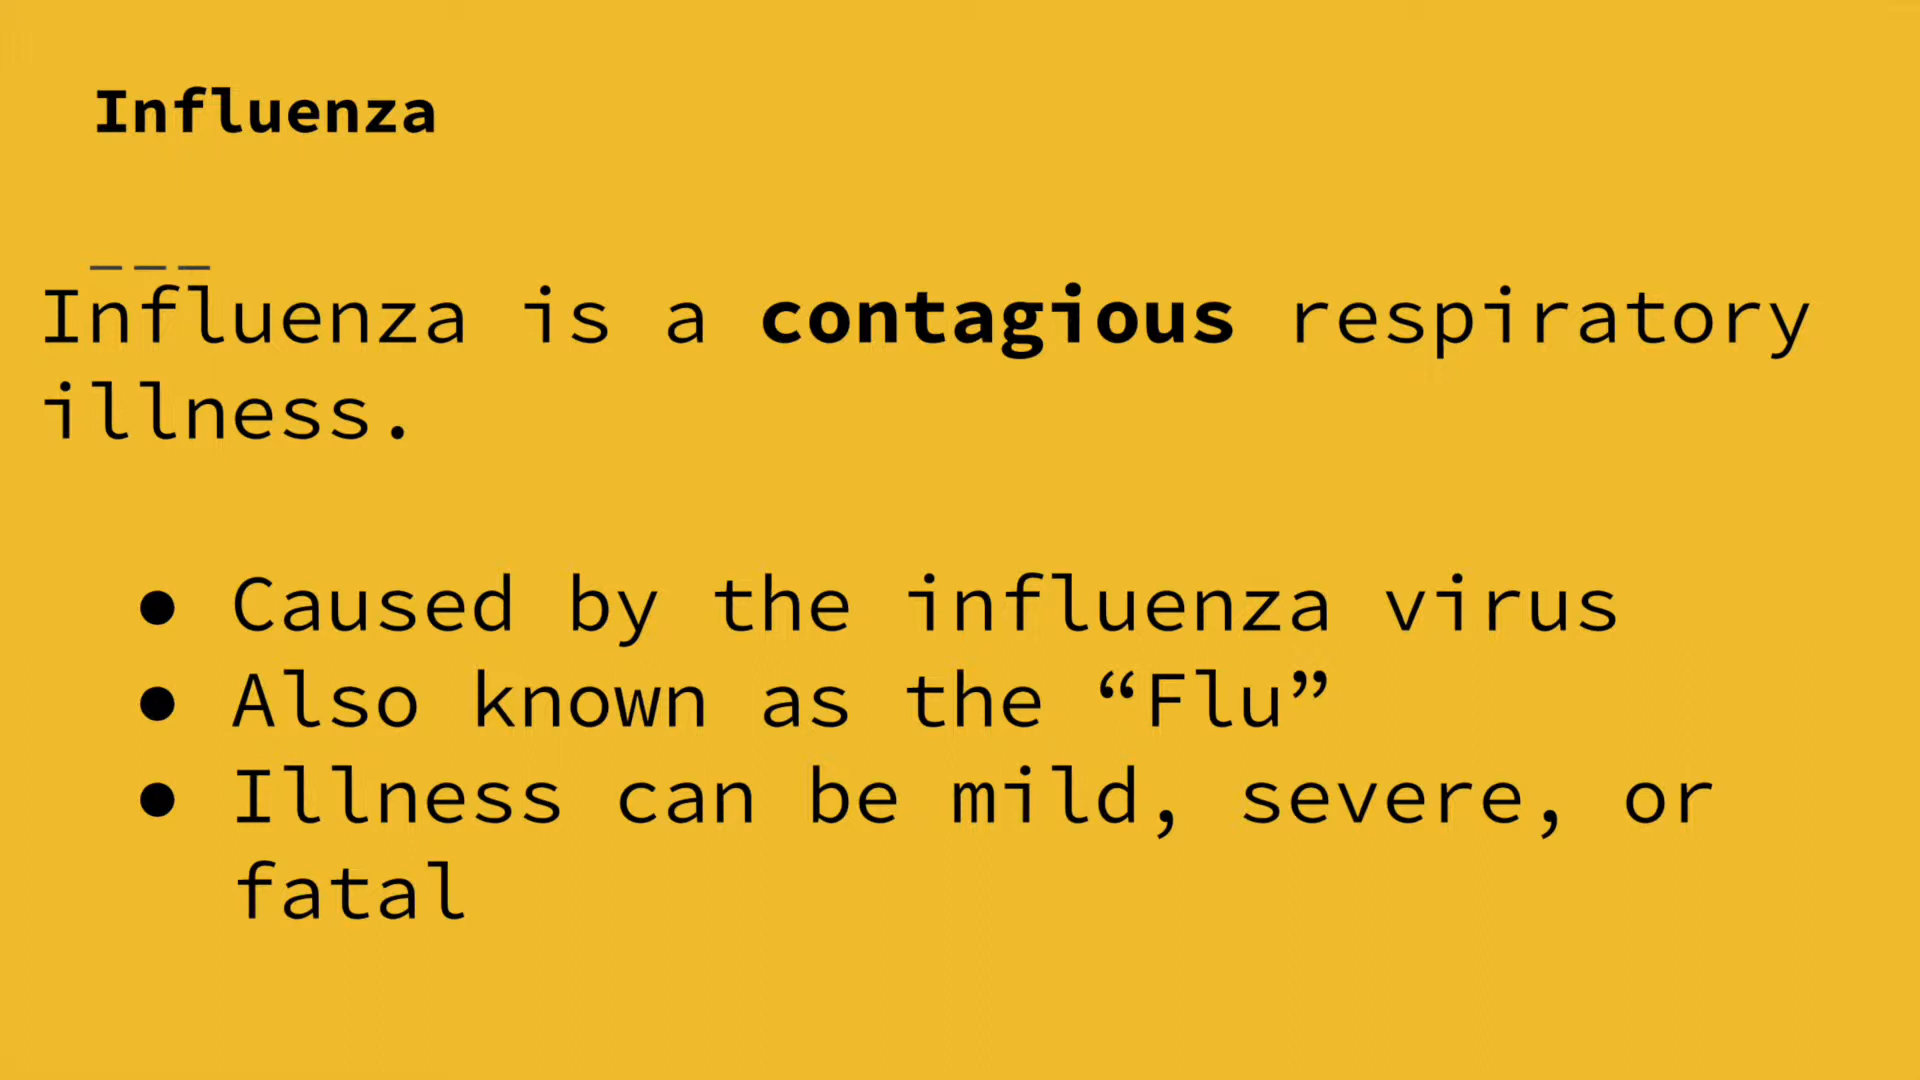 Influenza
___
Influenza is a contagious respiratory
illness.
● Caused by the influenza virus
● Also known as the “Flu”
● Illness can be mild, severe, or
fatal